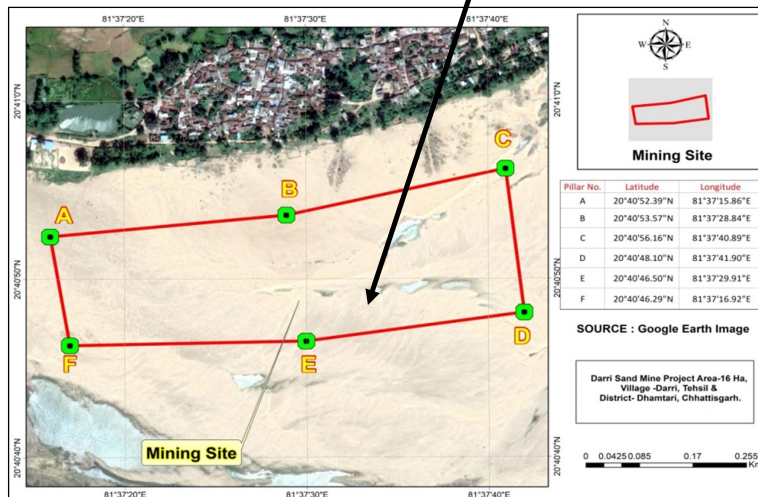 81°37'20"E 81°37'30"E 81°37'40"E
20°41'0"N 20°41'0"N
20°40'50"N 20°40'50"N
20°40'40"N 20°40'40"N
A
B
C
D
E
F
Mining Site
81°37'20"E 81°37'30"E 81°37'40"E
N
W E
S
Mining Site
Pillar No. Latitude Longitude
A 20°40'52.39"N 81°37'15.86"E
B 20°40'53.57"N 81°37'28.84"E
C 20°40'56.16"N 81°37'40.89"E
D 20°40'48.10"N 81°37'41.90"E
E 20°40'46.50"N 81°37'29.91"E
F 20°40'46.29"N 81°37'16.92"E
SOURCE : Google Earth Image
Darri Sand Mine Project Area-16 Ha,
Village -Darri, Tehsil &
District- Dhamtari, Chhattisgarh.
0 0.0425 0.085 0.17 0.255
Km